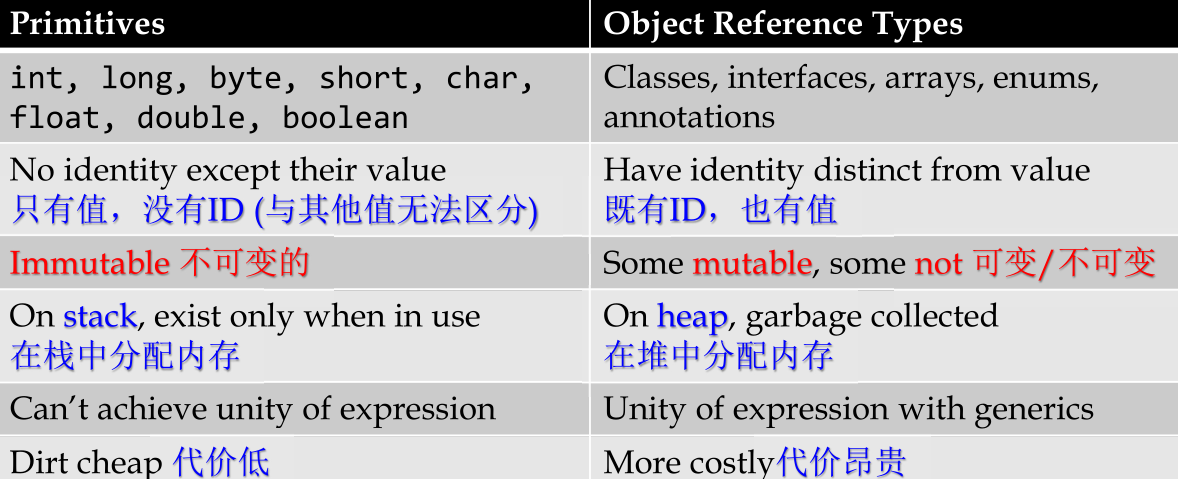 Primitives
Object Reference Types
int, long, byte, short, char,
float, double, boolean
Classes, interfaces, arrays, enums,
annotations
No identity except their value
只有值，没有ID (与其他值无法区分)
Have identity distinct from value
既有ID，也有值
Immutable 不可变的
Some mutable, some not 可变/不可变
On stack, exist only when in use
在栈中分配内存
On heap, garbage collected
在堆中分配内存
Can’t achieve unity of expression
Unity of expression with generics
Dirt cheap 代价低
More costly代价昂贵